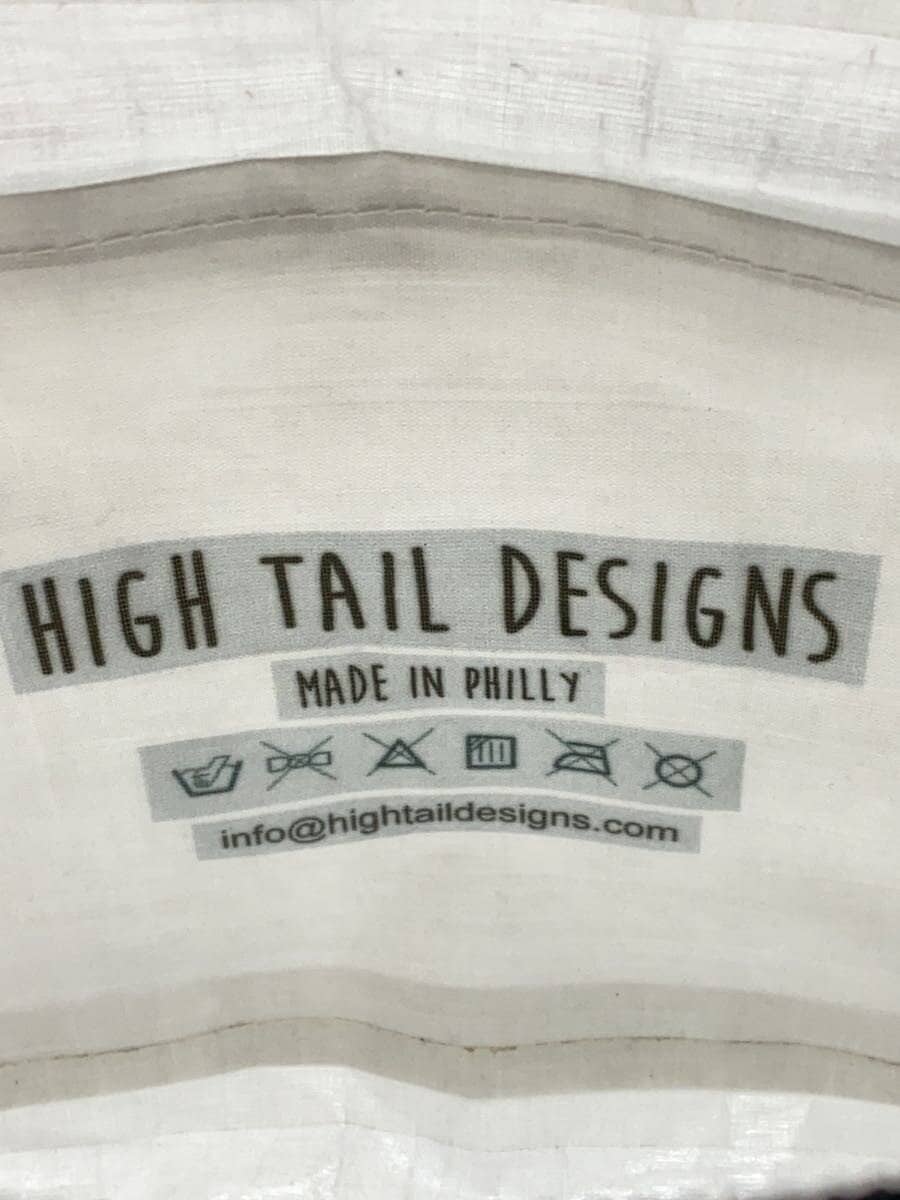 HIGH TAIL DESIGNS
MADE IN PHILLY
info@hightaildesigns.com